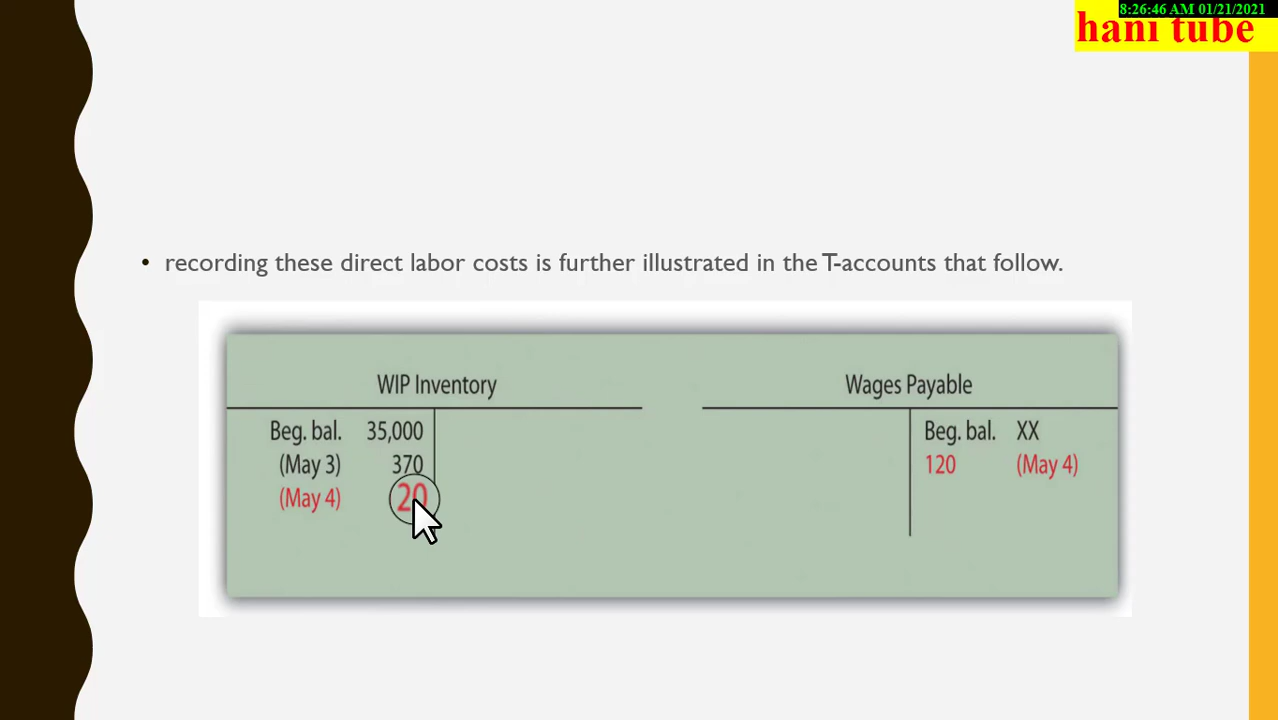 8:26:46 AM 01/21/2021
hani tube
• recording these direct labor costs is further illustrated in the T-accounts that follow.
WIP Inventory
Beg. bal. 35,000
(May 3) 370
(May 4) 20
Wages Payable
Beg. bal. XX
120 (May 4)